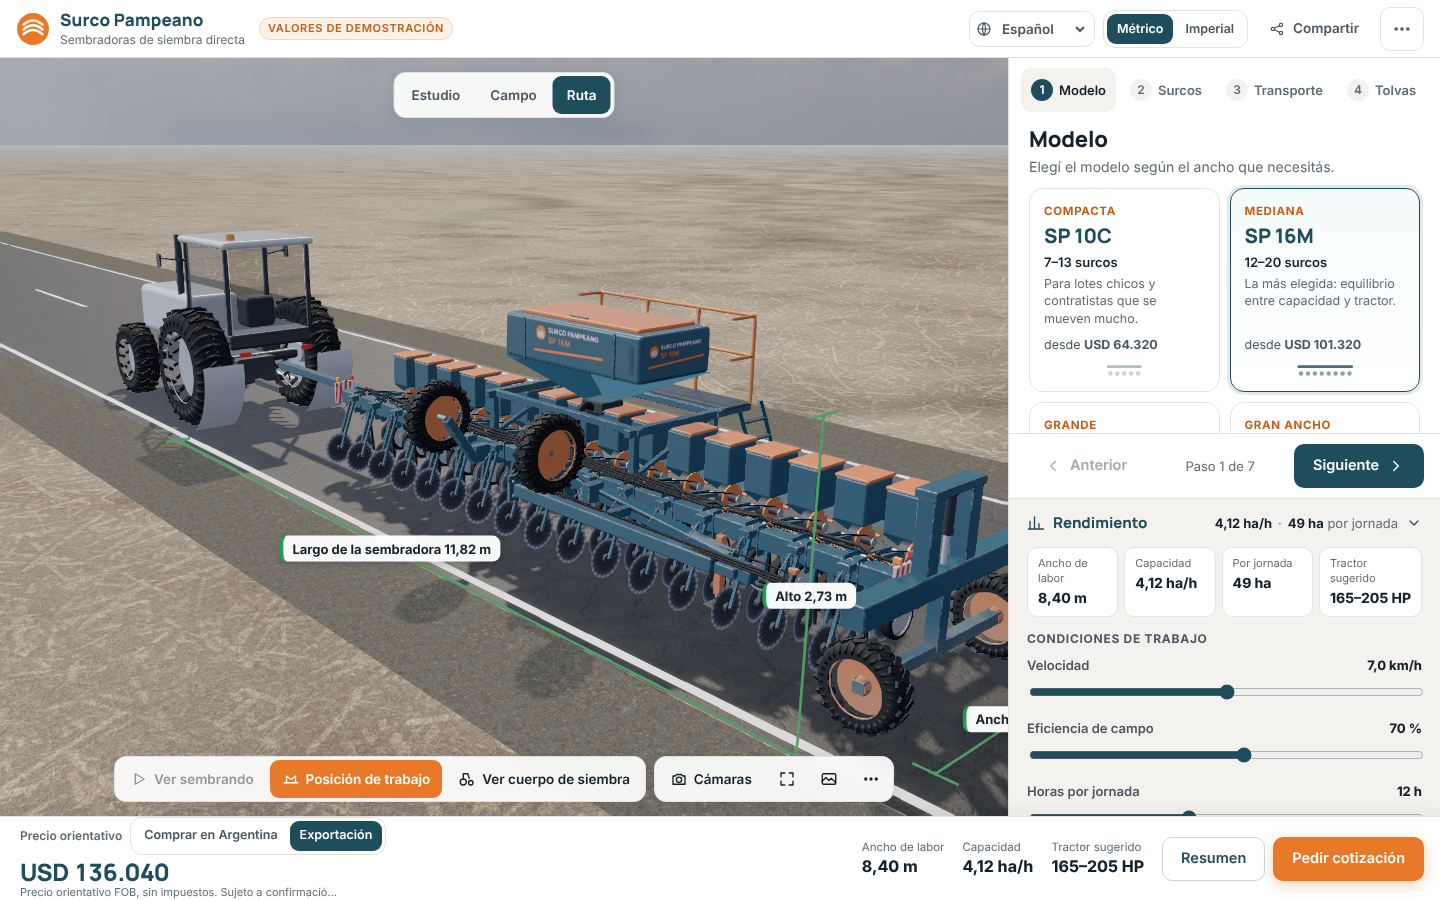 Surco Pampeano
Sembradoras de siembra directa
VALORES DE DEMOSTRACIÓN
Español
Métrico
Imperial
Compartir
Estudio
Campo
Ruta
SURCO PAMPEANO
SP 16M
SURCO PAMPEANO
SP 16M
Largo de la sembradora 11,82 m
Alto 2,73 m
Anch
Ver sembrando
Posición de trabajo
Ver cuerpo de siembra
Cámaras
1 Modelo
2 Surcos
3 Transporte
4 Tolvas
Modelo
Elegí el modelo según el ancho que necesitás.
COMPACTA
SP 10C
7–13 surcos
Para lotes chicos y
contratistas que se
mueven mucho.
desde USD 64.320
MEDIANA
SP 16M
12–20 surcos
La más elegida: equilibrio
entre capacidad y tractor.
desde USD 101.320
GRANDE
GRAN ANCHO
Anterior
Paso 1 de 7
Siguiente
Rendimiento
4,12 ha/h · 49 ha por jornada
Ancho de
labor
8,40 m
Capacidad
4,12 ha/h
Por jornada
49 ha
Tractor
sugerido
165–205 HP
CONDICIONES DE TRABAJO
Velocidad
7,0 km/h
Eficiencia de campo
70 %
Horas por jornada
12 h
Precio orientativo
Comprar en Argentina
Exportación
USD 136.040
Precio orientativo FOB, sin impuestos. Sujeto a confirmació...
Ancho de labor
8,40 m
Capacidad
4,12 ha/h
Tractor sugerido
165–205 HP
Resumen
Pedir cotización